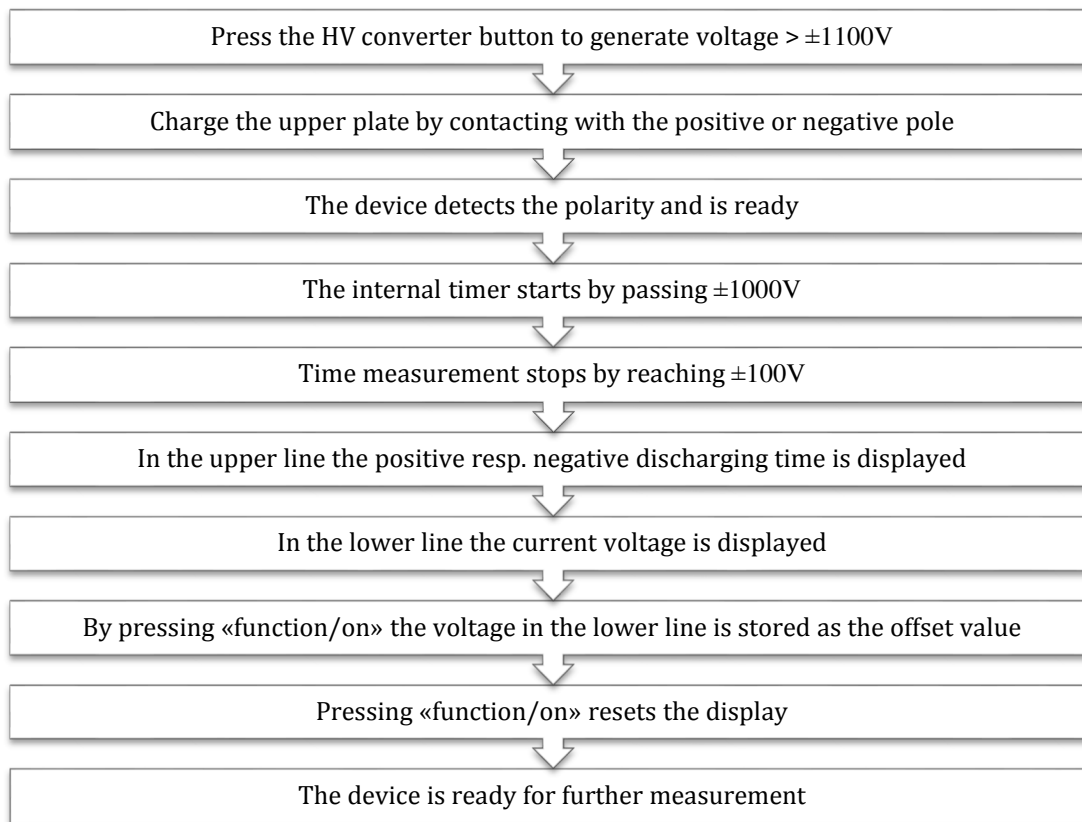 Press the HV converter button to generate voltage > ±1100V
Charge the upper plate by contacting with the positive or negative pole
The device detects the polarity and is ready
The internal timer starts by passing ±1000V
Time measurement stops by reaching ±100V
In the upper line the positive resp. negative discharging time is displayed
In the lower line the current voltage is displayed
By pressing «function/on» the voltage in the lower line is stored as the offset value
Pressing «function/on» resets the display
The device is ready for further measurement